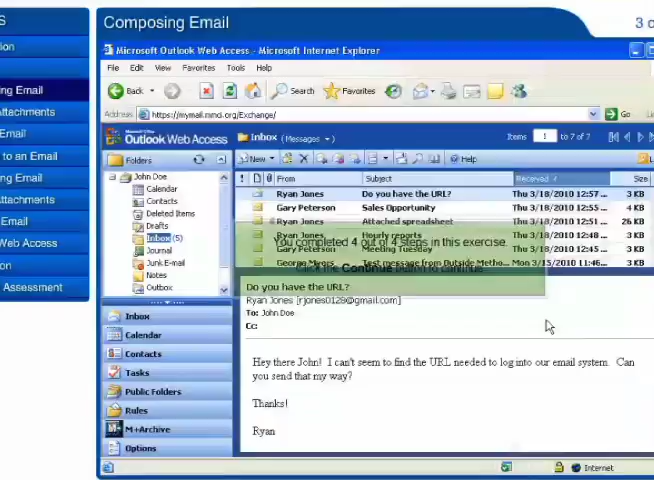 S
Composing Email
3 o
ion
ng Email
ttachments
Email
to an Email
ng Email
ttachments
Email
Web Access
on
Assessment
Microsoft Outlook Web Access - Microsoft Internet Explorer
File Edit View Favorites Tools Help
Back Search Favorites
Address https://mymail.mmd.org/Exchange/ Go
Outlook Web Access Inbox (Messages) Items 1 to 7 of 7
Folders New Help
! From Subject Received Size
John Doe
Calendar
Contacts
Deleted Items
Drafts
Inbox (5)
Journal
Junk E-mail
Notes
Outbox
Ryan Jones Do you have the URL? Thu 3/18/2010 12:57... 3 KB
Gary Peterson Sales Opportunity Thu 3/18/2010 12:55... 4 KB
Ryan Jones Attached spreadsheet Thu 3/18/2010 12:51... 26 KB
Ryan Jones Hourly reports Thu 3/18/2010 12:48... 3 KB
Gary Peterson Meeting Tuesday Thu 3/18/2010 12:45... 3 KB
Test message from Outside Metho... Mon 3/15/2010 11:46... 3 KB
You completed 4 out of 4 steps in this exercise.
Click the Continue button to continue
Do you have the URL?
Ryan Jones [rjones0128@gmail.com]
To: John Doe
Cc:
Hey there John! I can't seem to find the URL needed to log into our email system. Can
you send that my way?
Thanks!
Ryan
Inbox
Calendar
Contacts
Tasks
Public Folders
Rules
M+Archive
Options
Internet